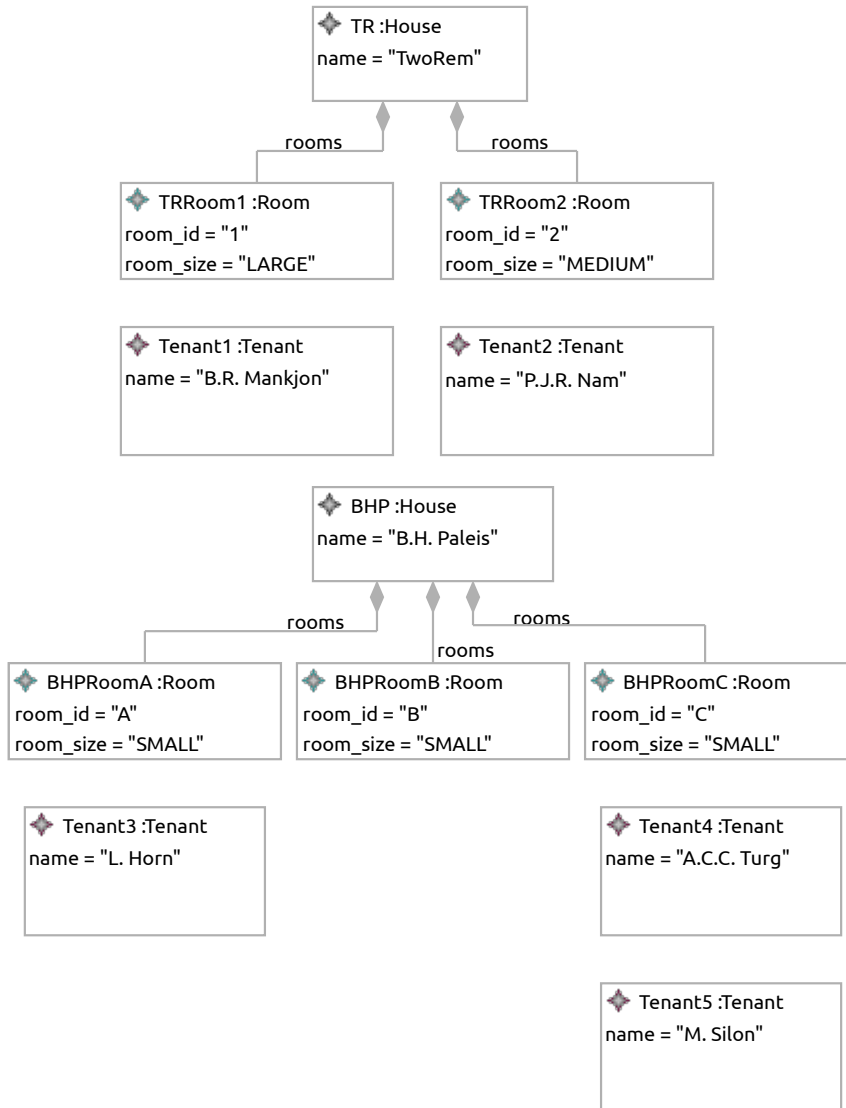 TR :House
name = "TwoRem"
rooms
rooms
TRRoom1 :Room
room_id = "1"
room_size = "LARGE"
TRRoom2 :Room
room_id = "2"
room_size = "MEDIUM"
Tenant1 :Tenant
name = "B.R. Mankjon"
Tenant2 :Tenant
name = "P.J.R. Nam"
BHP :House
name = "B.H. Paleis"
rooms
rooms
rooms
BHPRoomA :Room
room_id = "A"
room_size = "SMALL"
BHPRoomB :Room
room_id = "B"
room_size = "SMALL"
BHPRoomC :Room
room_id = "C"
room_size = "SMALL"
Tenant3 :Tenant
name = "L. Horn"
Tenant4 :Tenant
name = "A.C.C. Turg"
Tenant5 :Tenant
name = "M. Silon"